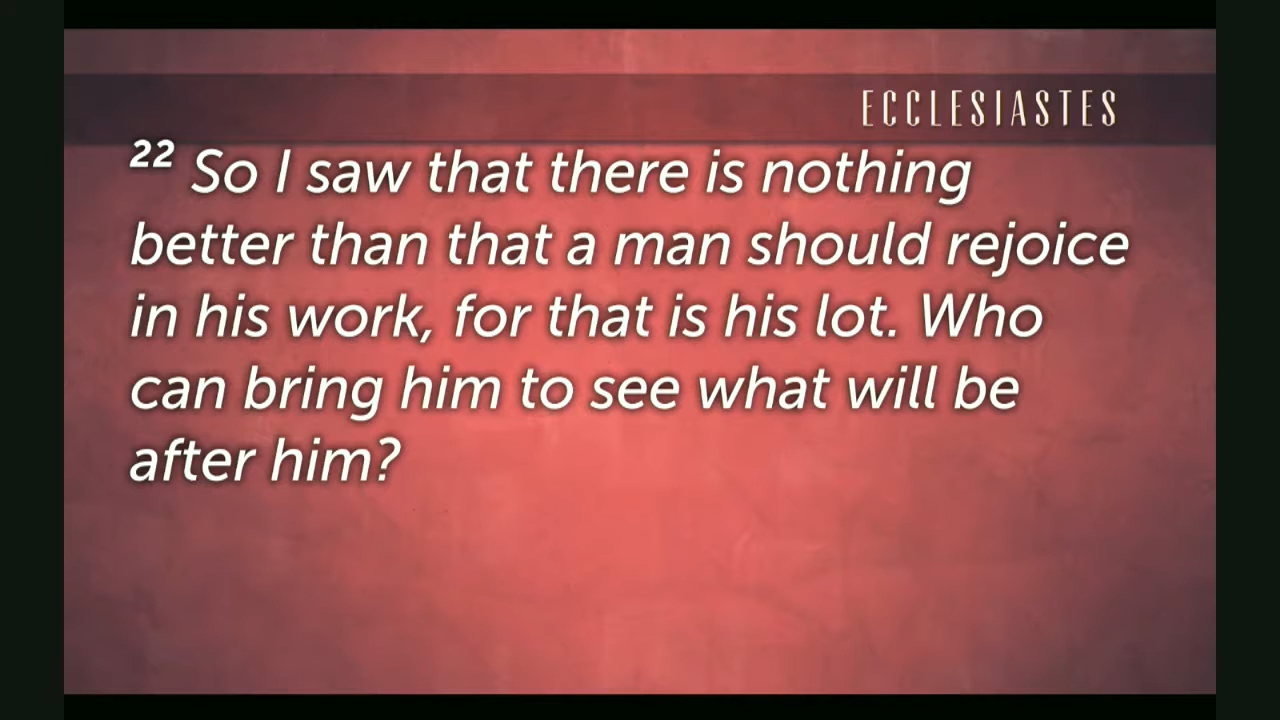 ECCLESIASTES
22 So I saw that there is nothing
better than that a man should rejoice
in his work, for that is his lot. Who
can bring him to see what will be
after him?